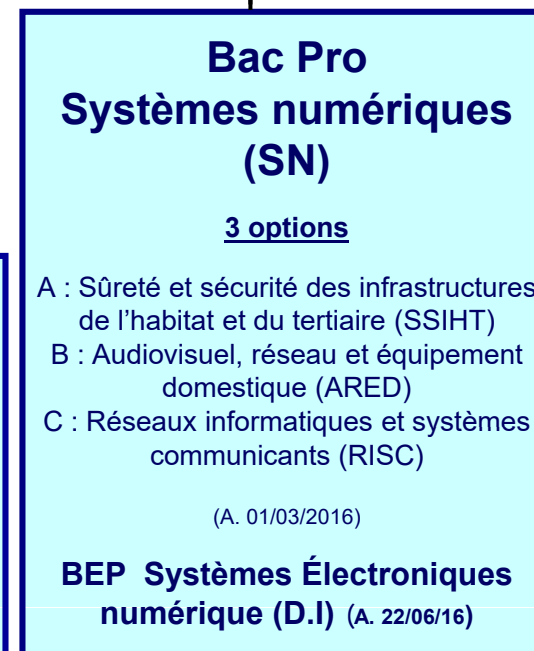 Bac Pro
Systèmes numériques
(SN)
3 options
A : Sûreté et sécurité des infrastructures
de l’habitat et du tertiaire (SSIHT)
B : Audiovisuel, réseau et équipement
domestique (ARED)
C : Réseaux informatiques et systèmes
communicants (RISC)
(A. 01/03/2016)
BEP Systèmes Électroniques
numérique (D.I) (A. 22/06/16)